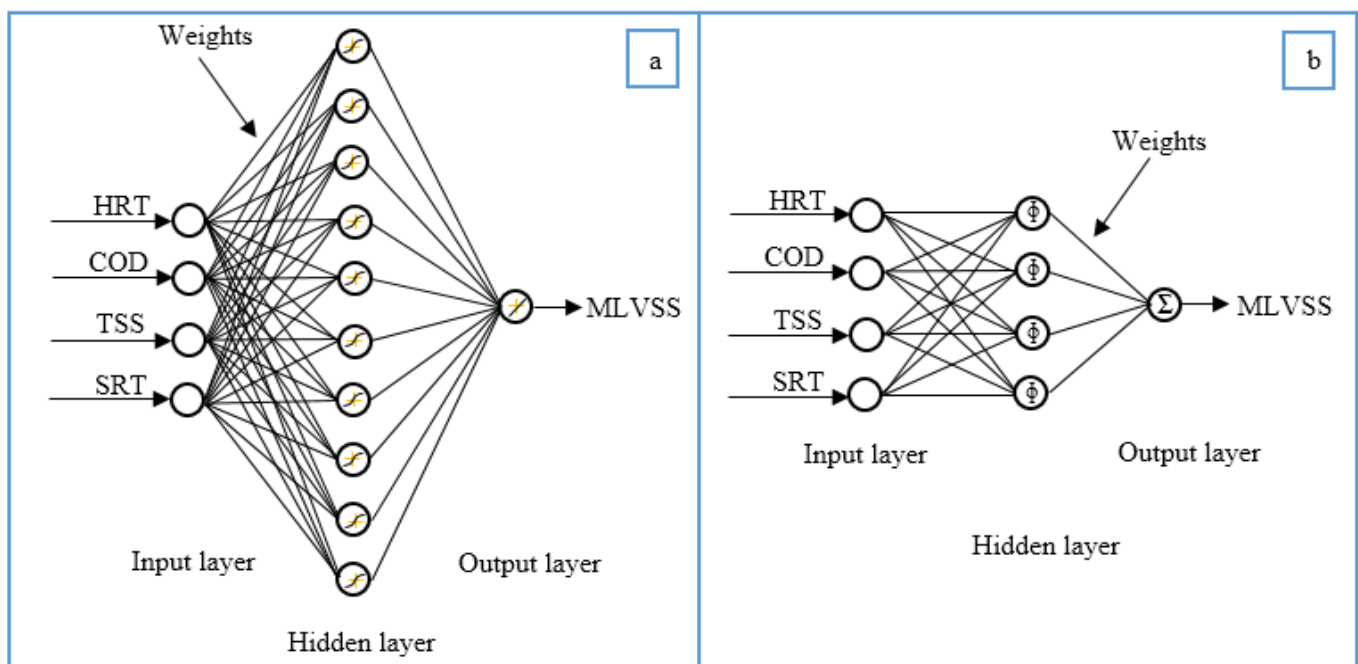 Weights
a
HRT
COD
TSS
SRT
MLVSS
Input layer
Output layer
Hidden layer
b
Weights
HRT
COD
TSS
SRT
Φ
Φ
Φ
Φ
Σ
MLVSS
Input layer
Output layer
Hidden layer